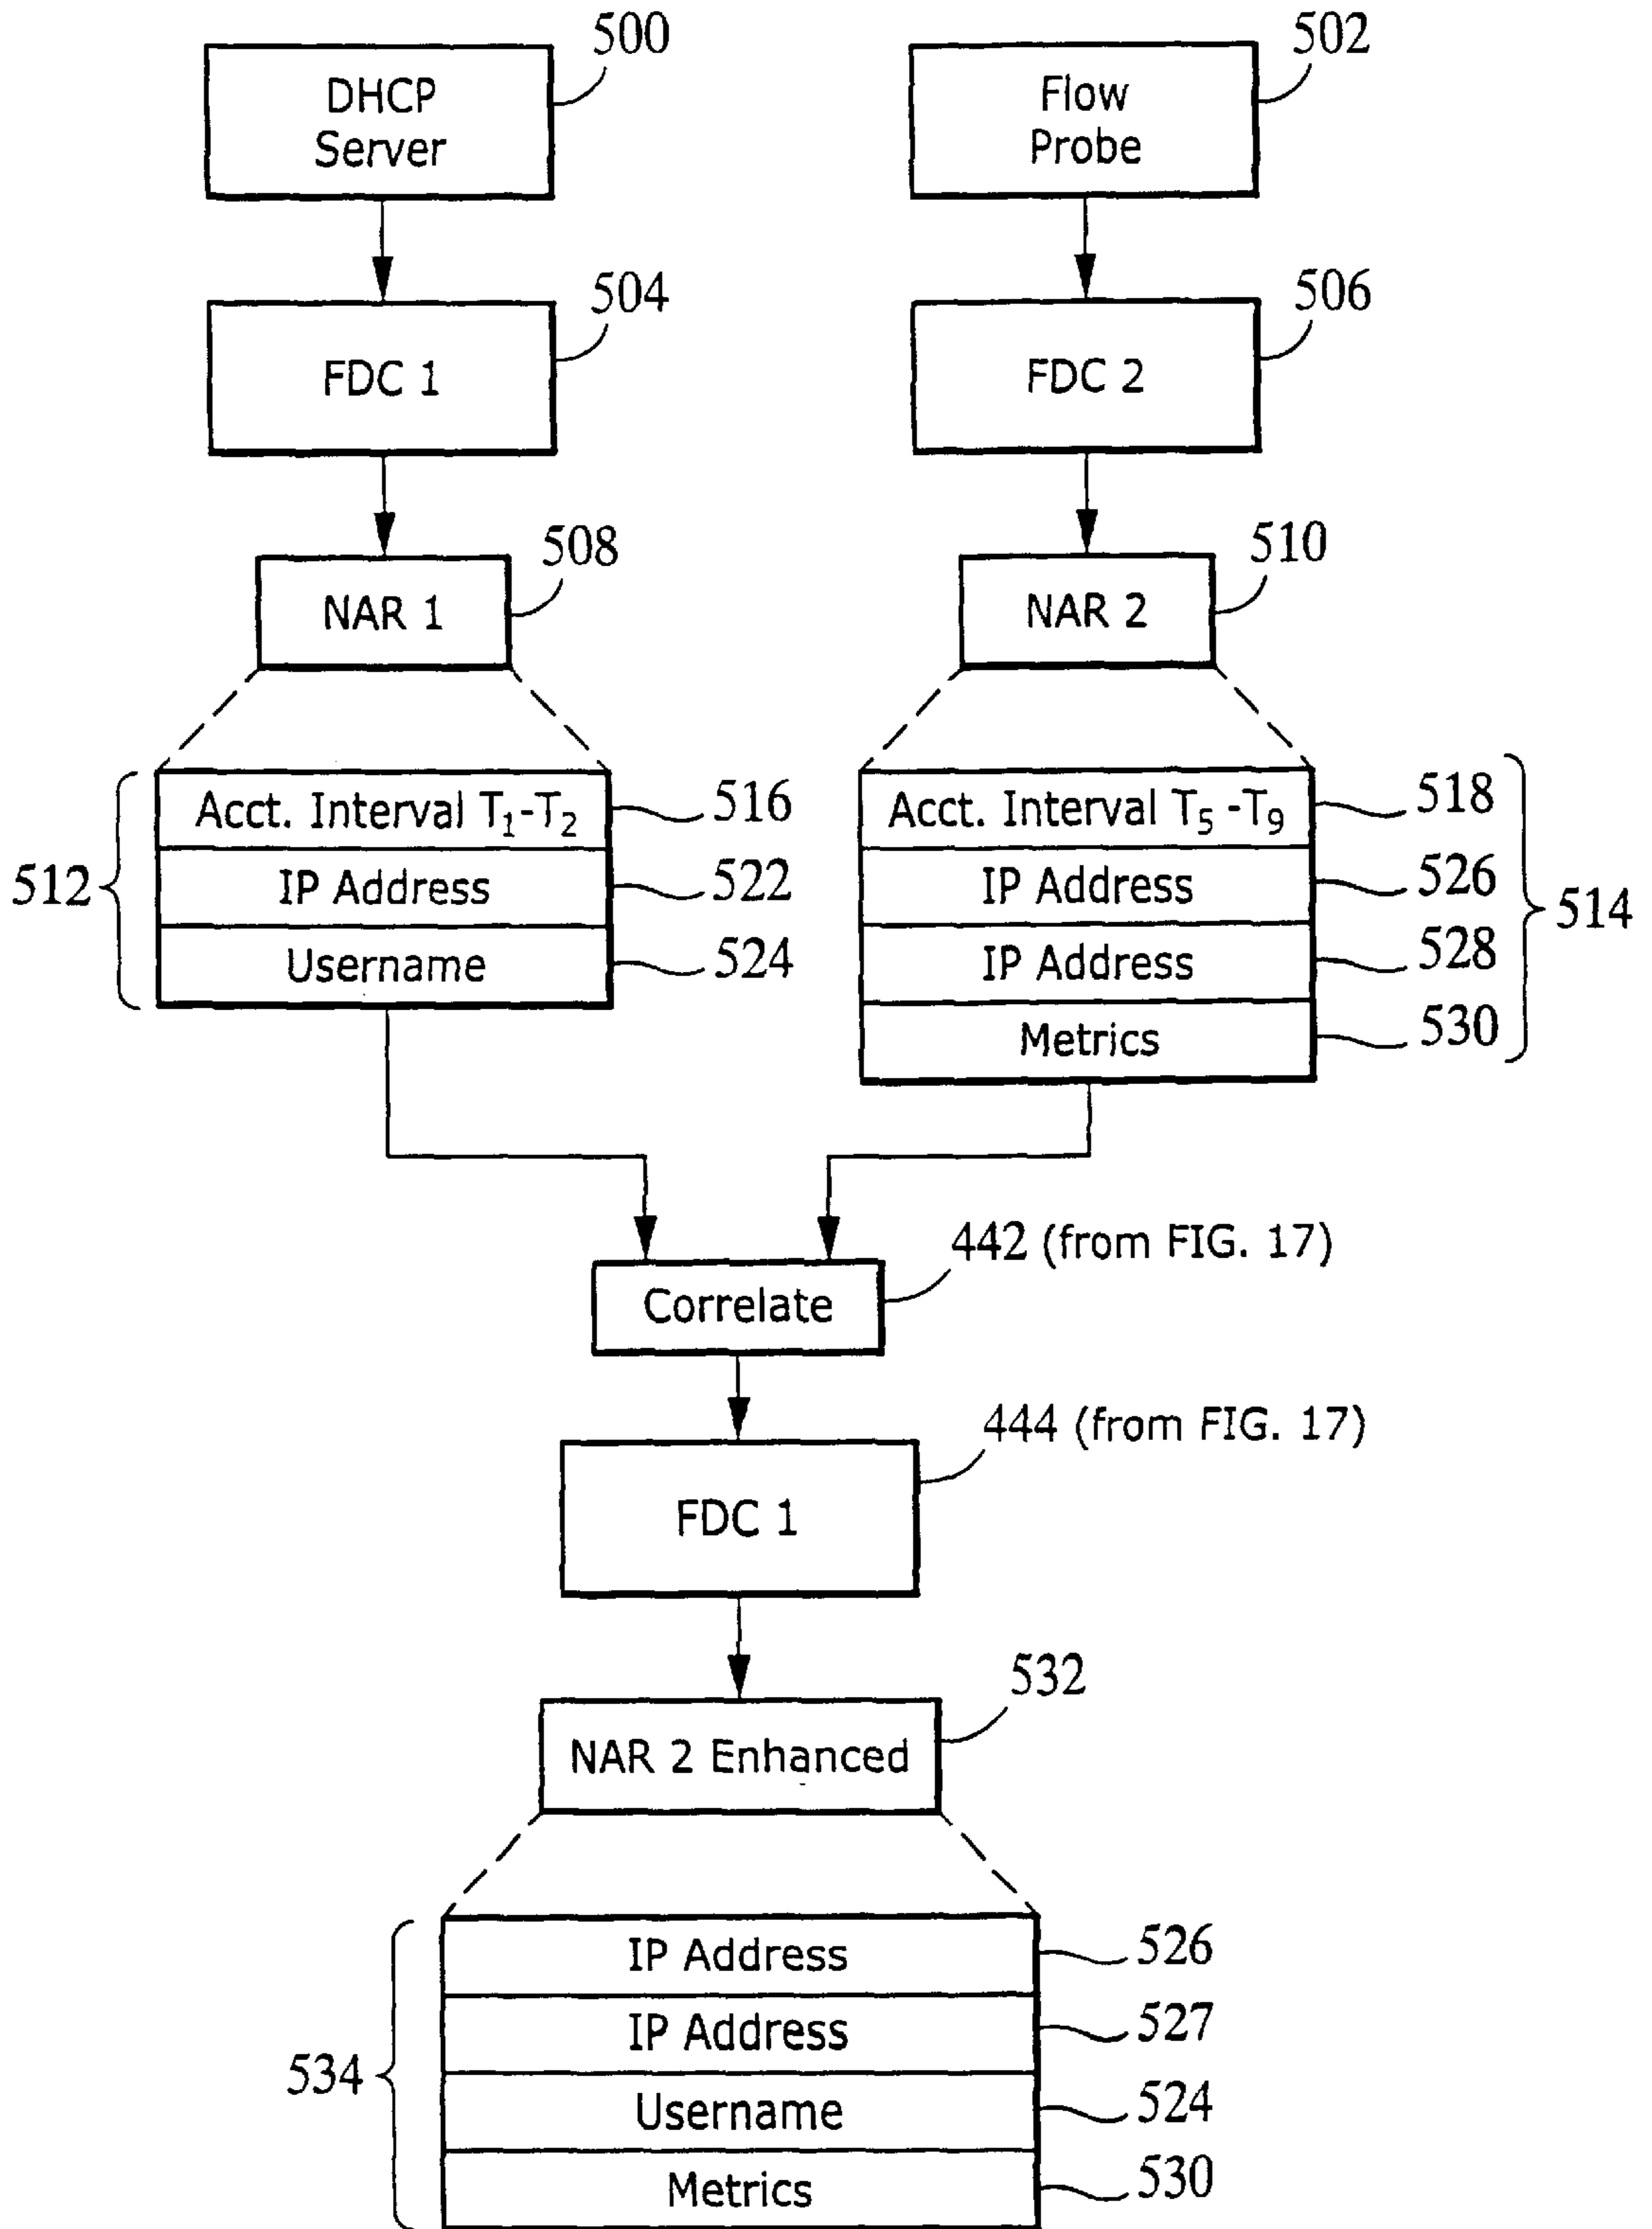 500
502
DHCP
Server
Flow
Probe
504
506
FDC 1
FDC 2
508
510
NAR 1
NAR 2
512
Acct. Interval T₁-T₂
516
IP Address
522
Username
524
Acct. Interval T₅-T₉
518
IP Address
526
IP Address
528
Metrics
530
514
442 (from FIG. 17)
Correlate
444 (from FIG. 17)
FDC 1
532
NAR 2 Enhanced
534
IP Address
526
IP Address
527
Username
524
Metrics
530